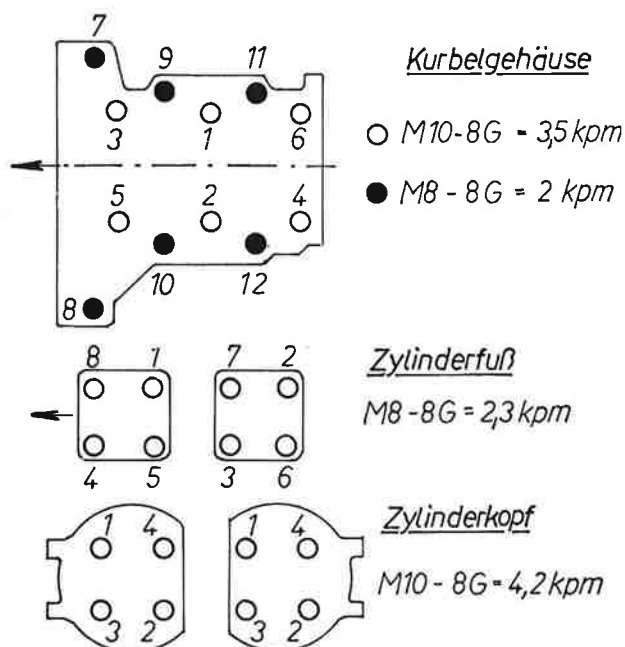 7
9 11
Kurbelgehäuse
3 1 6
M10-8G = 3,5 kpm
5 2 4
M8-8G = 2 kpm
10 12
8
Zylinderfuß
8 1 7 2
M8-8G = 2,3 kpm
4 5 3 6
Zylinderkopf
1 4 1 4
M10-8G = 4,2 kpm
3 2 3 2